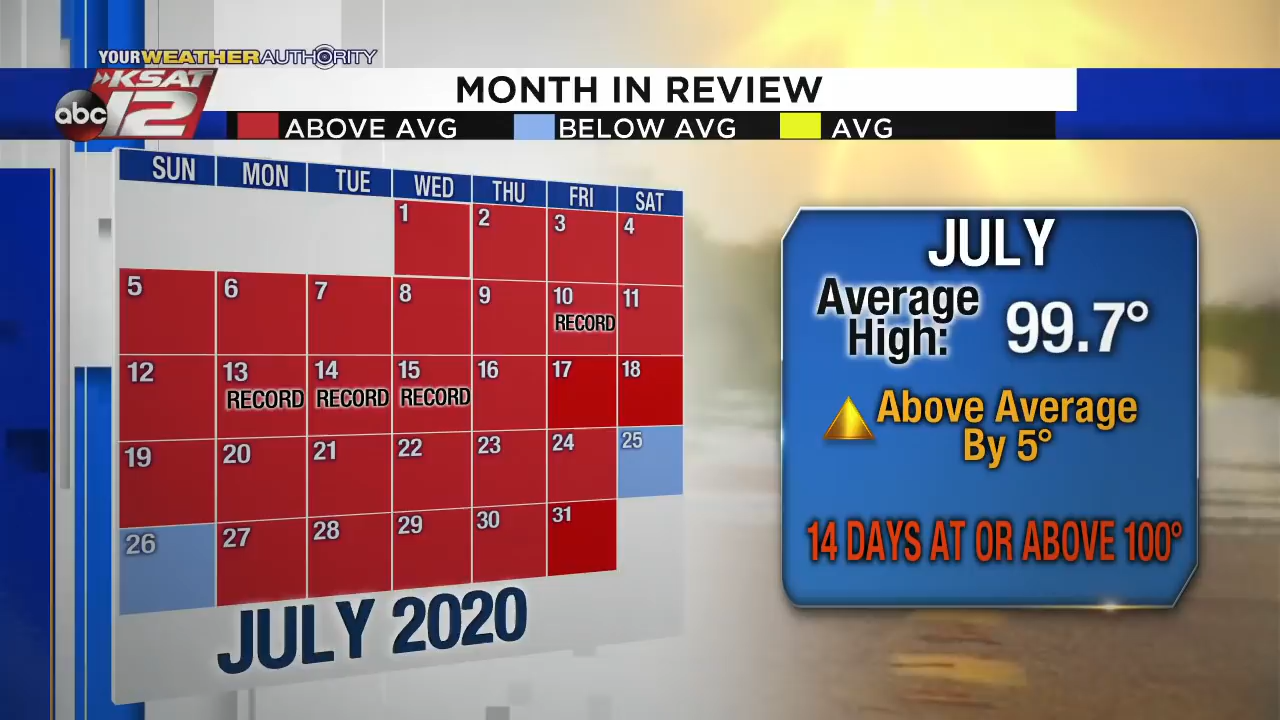 YOUR WEATHER AUTHORITY
KSAT
abc 12
MONTH IN REVIEW
ABOVE AVG BELOW AVG AVG
SUN MON TUE WED THU FRI SAT
1 2 3 4
5 6 7 8 9 10 11
RECORD
12 13 14 15 16 17 18
RECORD RECORD RECORD
19 20 21 22 23 24 25
26 27 28 29 30 31
JULY 2020
JULY
Average
High: 99.7°
Above Average
By 5°
14 DAYS AT OR ABOVE 100°